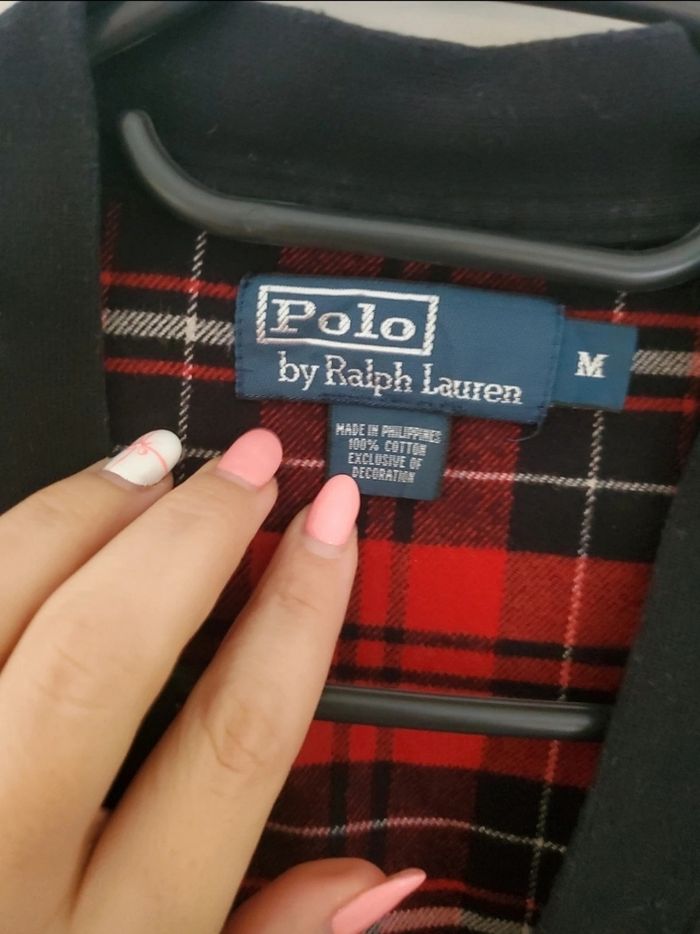 Polo
by Ralph Lauren
M
MADE IN PHILIPPINES
100% COTTON
EXCLUSIVE OF
DECORATION